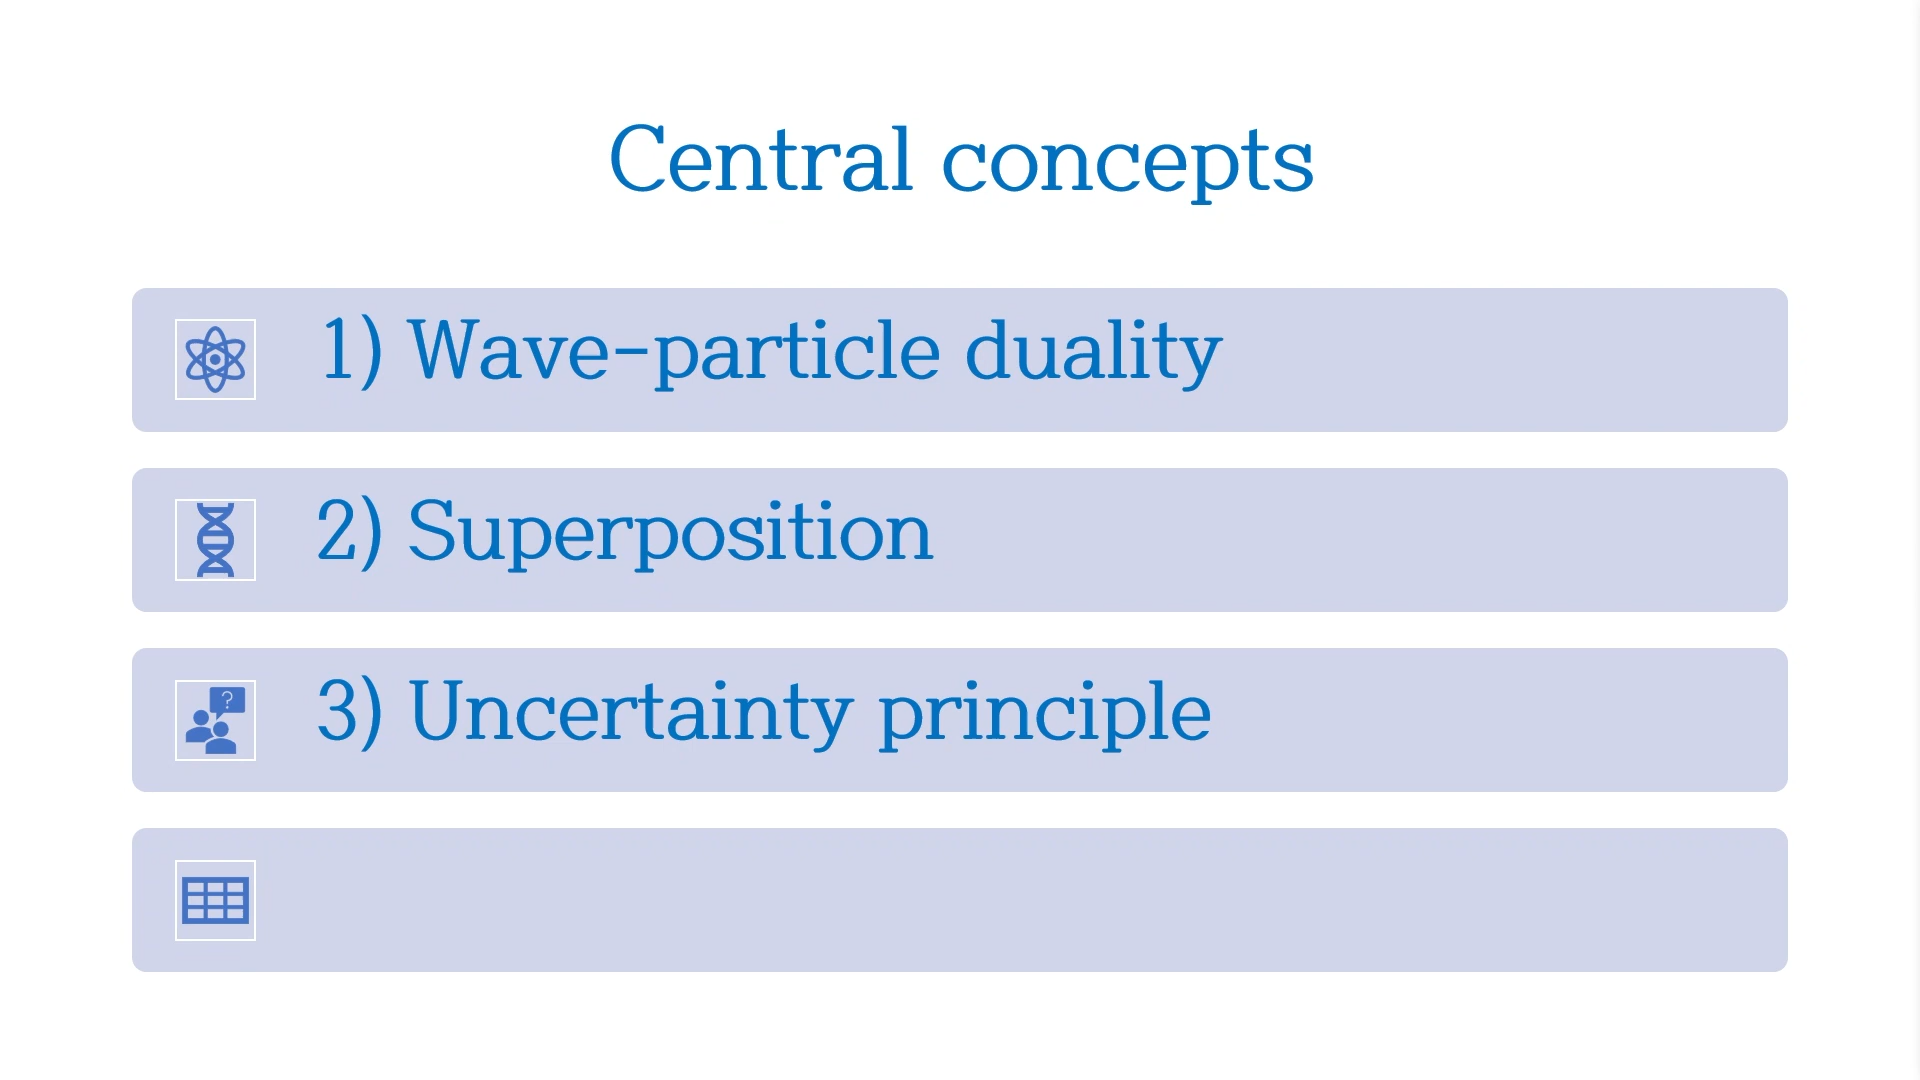 Central concepts
1) Wave-particle duality
2) Superposition
?
3) Uncertainty principle